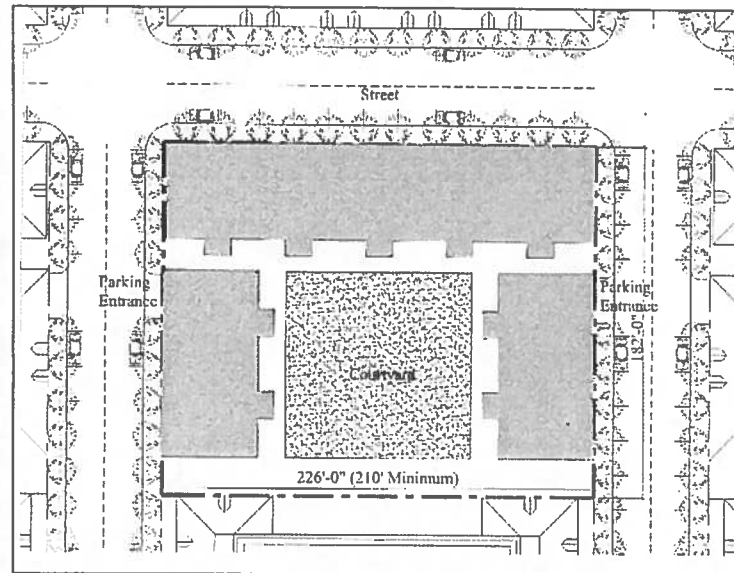 Street
Parking
Entrance
Parking
Entrance
182'-0"
Courtyard
226'-0" (210' Minimum)